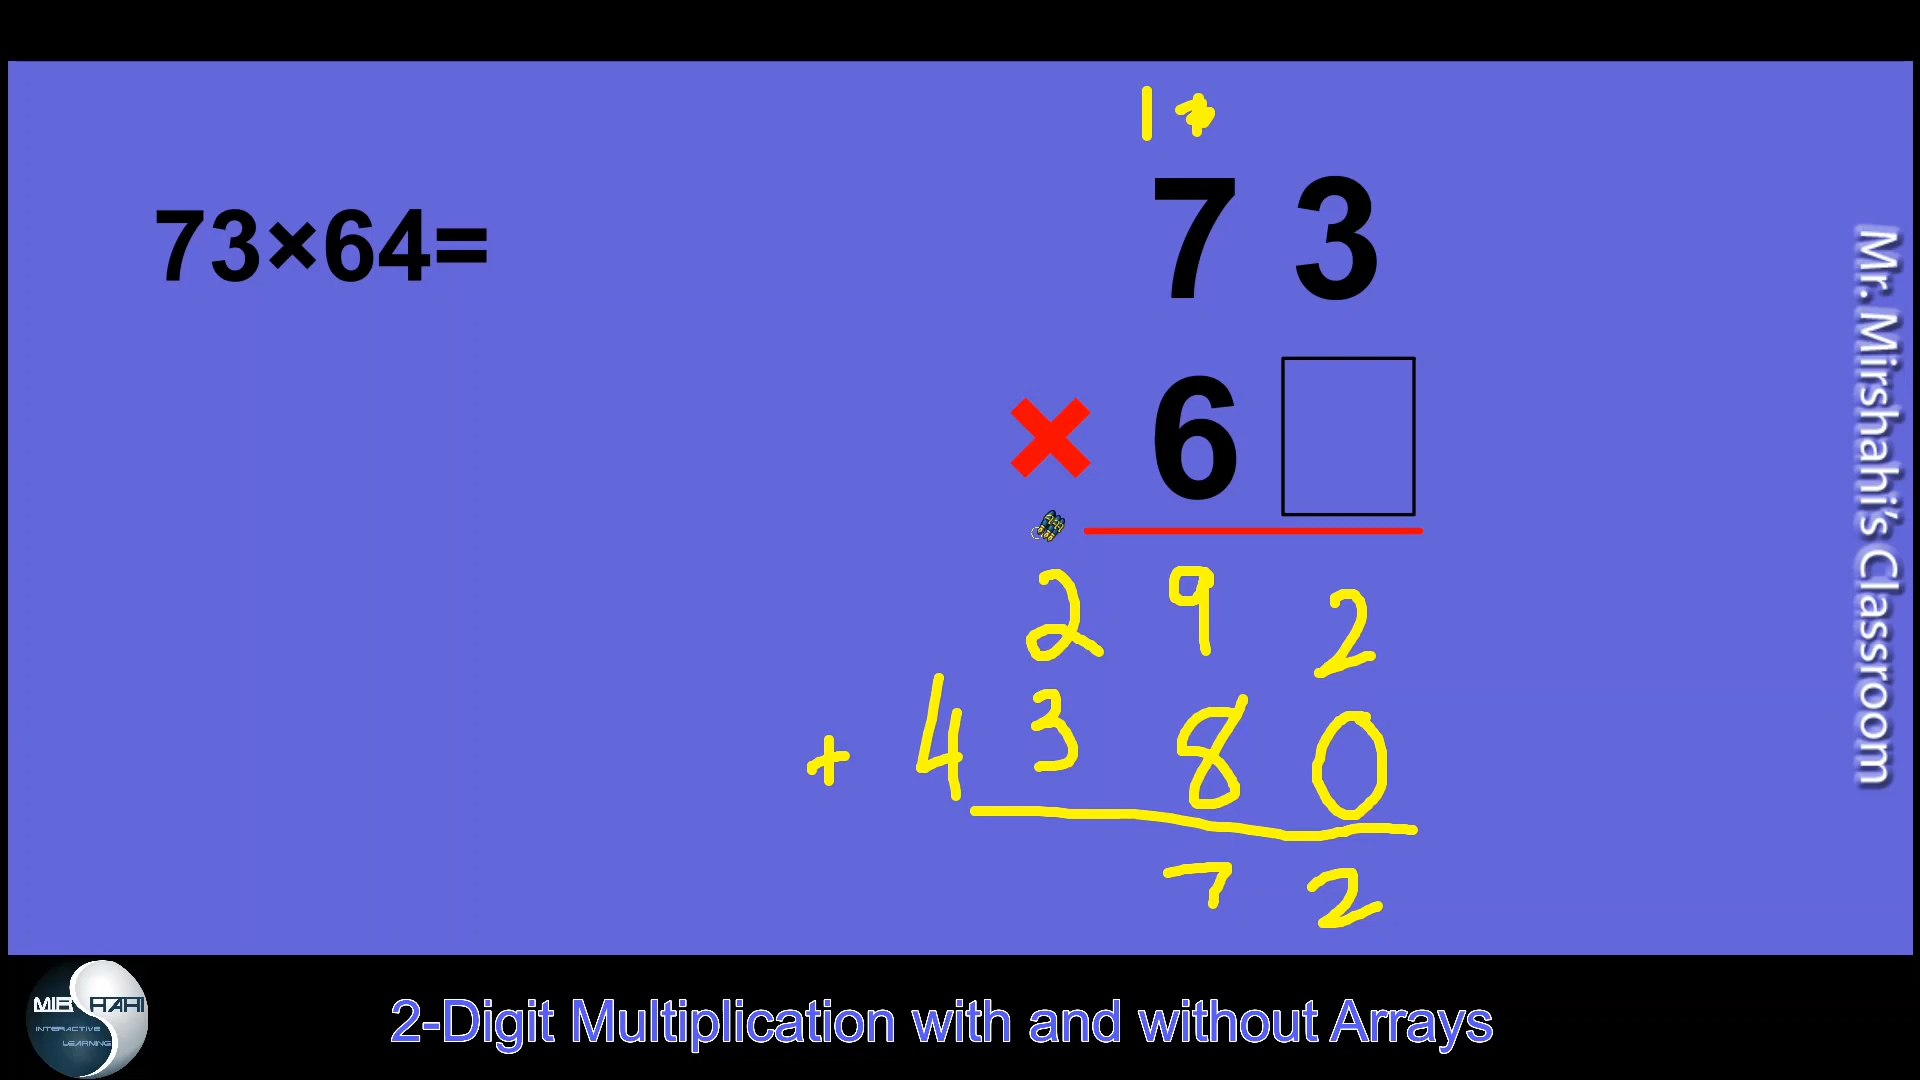 1
73×64=
7 3
× 6
2 9 2
+ 4 3 8 0
7 2
Mr. Mirshahi's Classroom
MIRSHAHI
INTERACTIVE
LEARNING
2-Digit Multiplication with and without Arrays